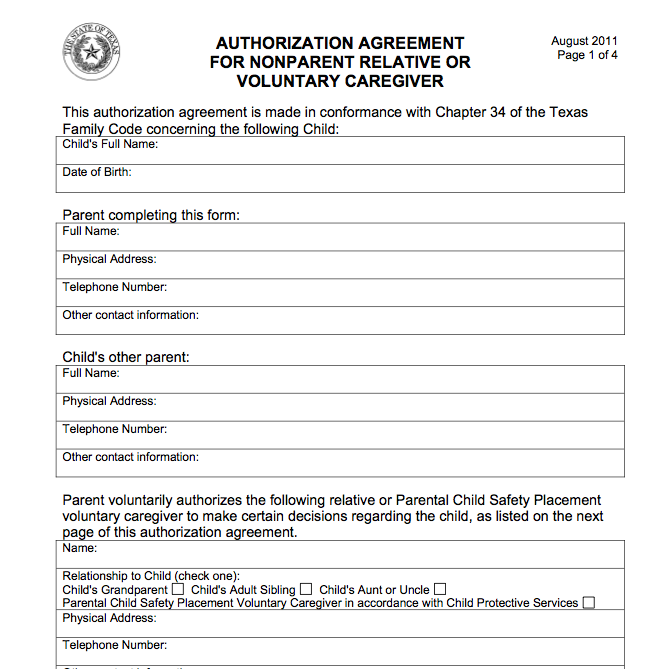 THE STATE OF TEXAS
AUTHORIZATION AGREEMENT
FOR NONPARENT RELATIVE OR
VOLUNTARY CAREGIVER
August 2011
Page 1 of 4
This authorization agreement is made in conformance with Chapter 34 of the Texas
Family Code concerning the following Child:
Child's Full Name:
Date of Birth:
Parent completing this form:
Full Name:
Physical Address:
Telephone Number:
Other contact information:
Child's other parent:
Full Name:
Physical Address:
Telephone Number:
Other contact information:
Parent voluntarily authorizes the following relative or Parental Child Safety Placement
voluntary caregiver to make certain decisions regarding the child, as listed on the next
page of this authorization agreement.
Name:
Relationship to Child (check one):
Child's Grandparent Child's Adult Sibling Child's Aunt or Uncle
Parental Child Safety Placement Voluntary Caregiver in accordance with Child Protective Services
Physical Address:
Telephone Number: